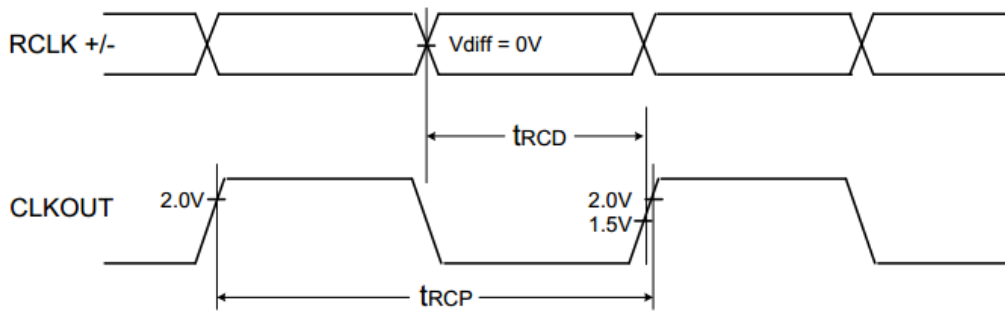 RCLK +/-
Vdiff = 0V
tRCD
CLKOUT
2.0V
2.0V
1.5V
tRCP